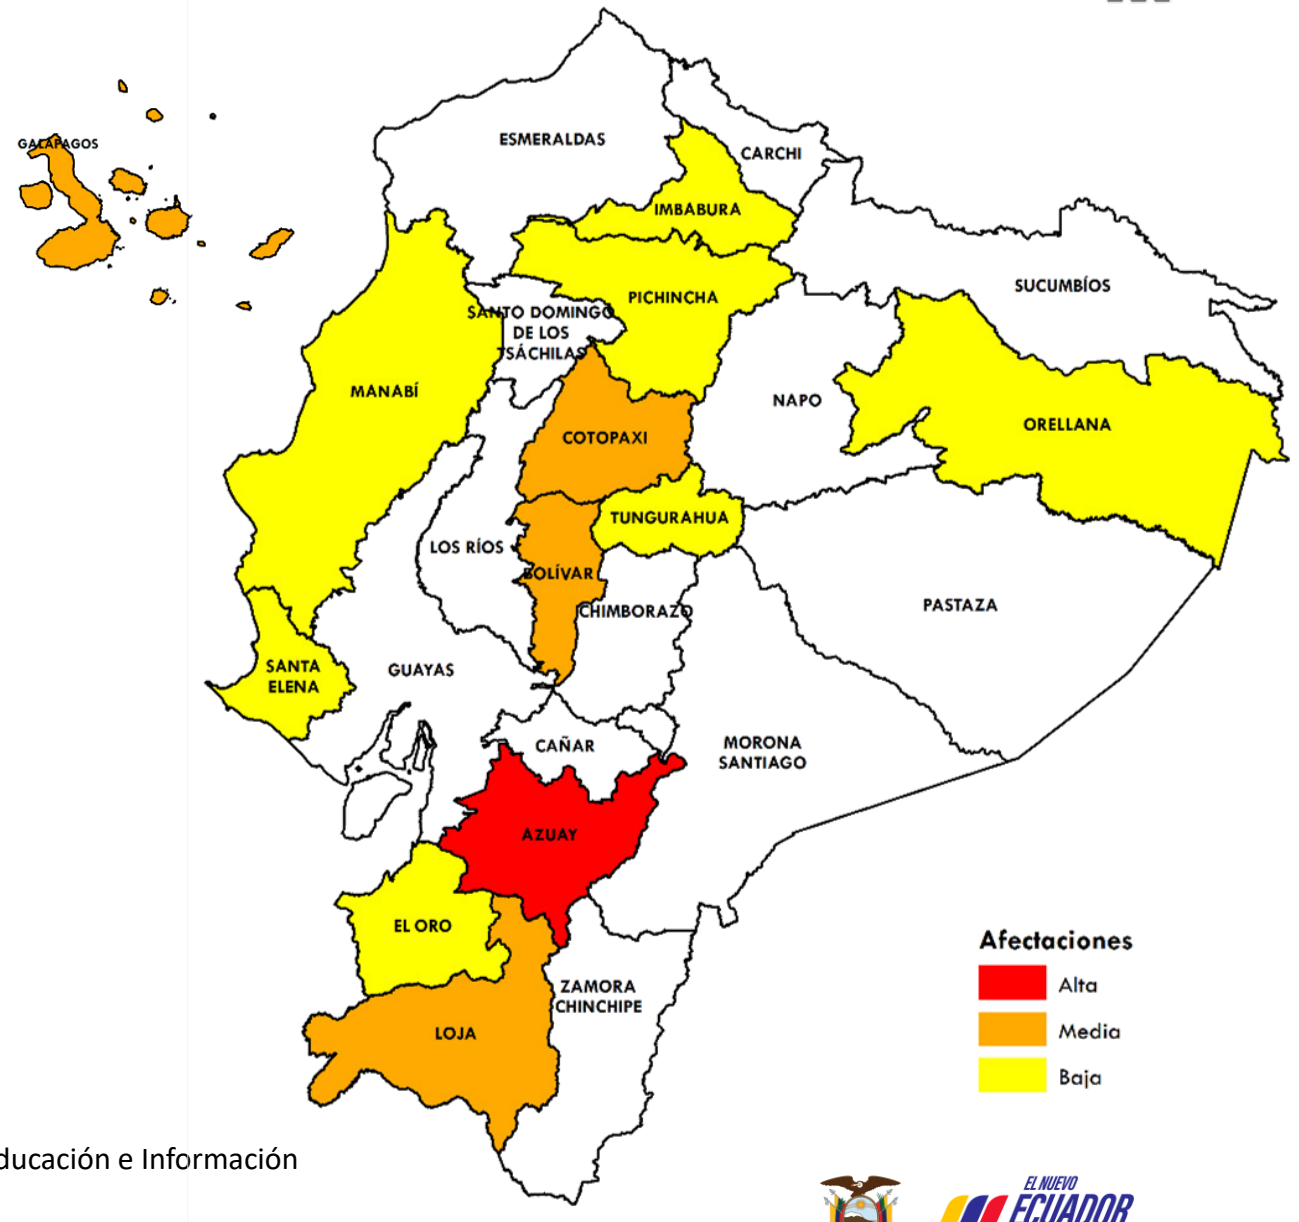 ESMERALDAS
CARCHI
GALÁPAGOS
IMBABURA
SUCUMBÍOS
PICHINCHA
SANTO DOMINGO
DE LOS
TSÁCHILAS
MANABÍ
NAPO
ORELLANA
COTOPAXI
TUNGURAHUA
LOS RÍOS
BOLÍVAR
CHIMBORAZO
PASTAZA
SANTA
ELENA
GUAYAS
CAÑAR
MORONA
SANTIAGO
AZUAY
EL ORO
ZAMORA
CHINCHIPE
LOJA
Afectaciones
Alta
Media
Baja
ducación e Información
EL NUEVO
ECUADOR